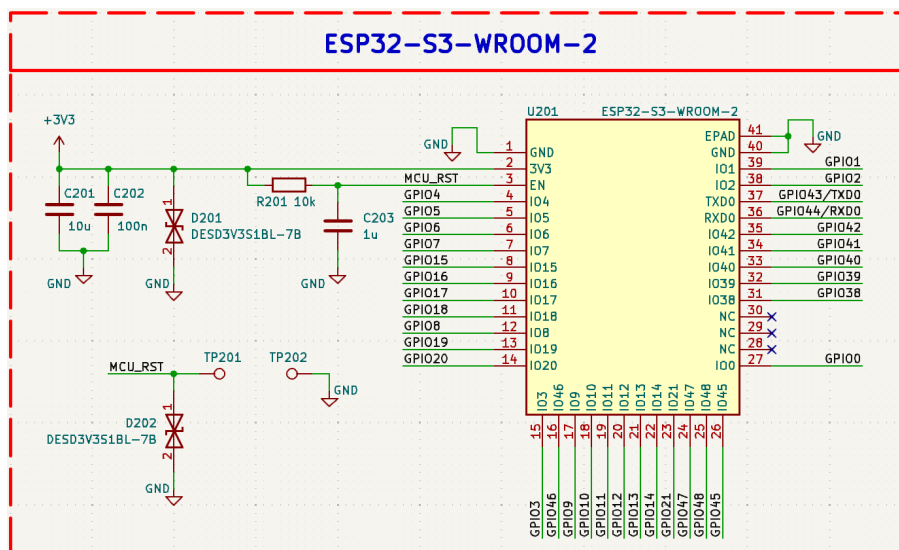 ESP32-S3-WROOM-2
+3V3
C201
10u
C202
100n
GND
1
2
D201
DESD3V3S1BL-7B
GND
R201 10k
C203
1u
GND
MCU_RST
TP201
TP202
GND
1
2
D202
DESD3V3S1BL-7B
GND
U201
ESP32-S3-WROOM-2
GND
1 GND
2 3V3
MCU_RST 3 EN
GPIO4 4 IO4
GPIO5 5 IO5
GPIO6 6 IO6
GPIO7 7 IO7
GPIO15 8 IO15
GPIO16 9 IO16
GPIO17 10 IO17
GPIO18 11 IO18
GPIO8 12 IO8
GPIO19 13 IO19
GPIO20 14 IO20
EPAD 41
GND
GND 40
IO1 39 GPIO1
IO2 38 GPIO2
TXD0 37 GPIO43/TXD0
RXD0 36 GPIO44/RXD0
IO42 35 GPIO42
IO41 34 GPIO41
IO40 33 GPIO40
IO39 32 GPIO39
IO38 31 GPIO38
NC 30
NC 29
NC 28
IO0 27 GPIO0
IO3 15 GPIO3
IO46 16 GPIO46
IO9 17 GPIO9
IO10 18 GPIO10
IO11 19 GPIO11
IO12 20 GPIO12
IO13 21 GPIO13
IO14 22 GPIO14
IO21 23 GPIO21
IO47 24 GPIO47
IO48 25 GPIO48
IO45 26 GPIO45